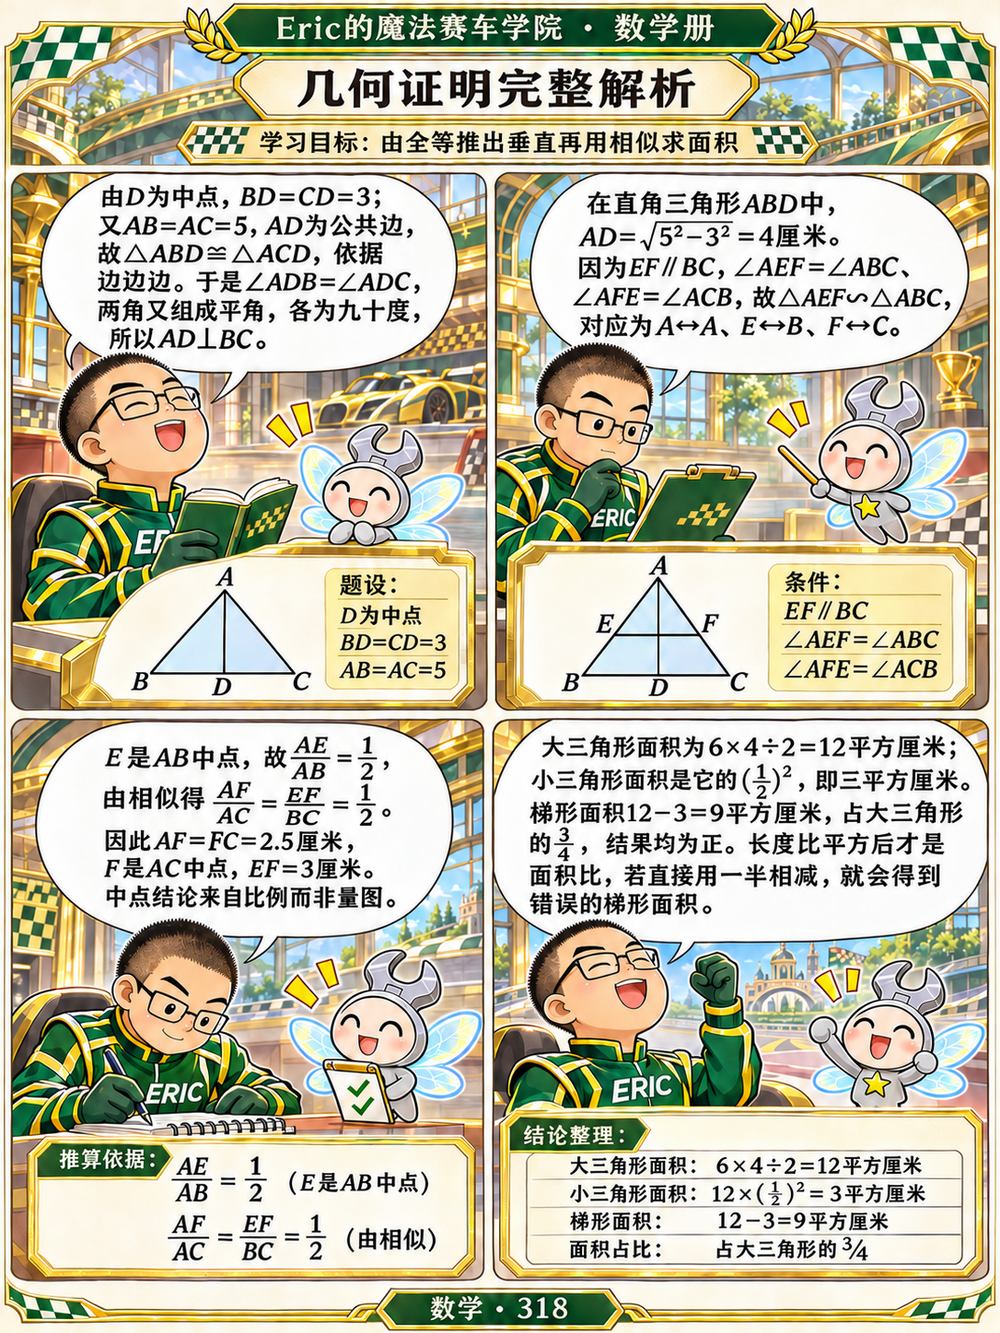 Eric的魔法赛车学院 · 数学册
几何证明完整解析
学习目标：由全等推出垂直再用相似求面积
由D为中点，BD=CD=3；
又AB=AC=5，AD为公共边，
故△ABD≅△ACD，依据
边边边。于是∠ADB=∠ADC，
两角又组成平角，各为九十度，
所以AD⊥BC。
ERIC
A
B
D
C
题设：
D为中点
BD=CD=3
AB=AC=5
在直角三角形ABD中，
AD=√(5²−3²)=4厘米。
因为EF∥BC，∠AEF=∠ABC、
∠AFE=∠ACB，故△AEF∽△ABC，
对应为A↔A、E↔B、F↔C。
ERIC
A
E
F
B
D
C
条件：
EF∥BC
∠AEF=∠ABC
∠AFE=∠ACB
E是AB中点，故AE/AB=1/2，
由相似得 AF/AC=EF/BC=1/2。
因此AF=FC=2.5厘米，
F是AC中点，EF=3厘米。
中点结论来自比例而非量图。
ERIC
推算依据：
AE/AB=1/2（E是AB中点）
AF/AC=EF/BC=1/2（由相似）
大三角形面积为6×4÷2=12平方厘米；
小三角形面积是它的(1/2)²，即三平方厘米。
梯形面积12−3=9平方厘米，占大三角形
的3/4，结果均为正。长度比平方后才是
面积比，若直接用一半相减，就会得到
错误的梯形面积。
ERIC
结论整理：
大三角形面积： 6×4÷2=12平方厘米
小三角形面积： 12×(1/2)²=3平方厘米
梯形面积： 12−3=9平方厘米
面积占比： 占大三角形的3/4
数学 · 318